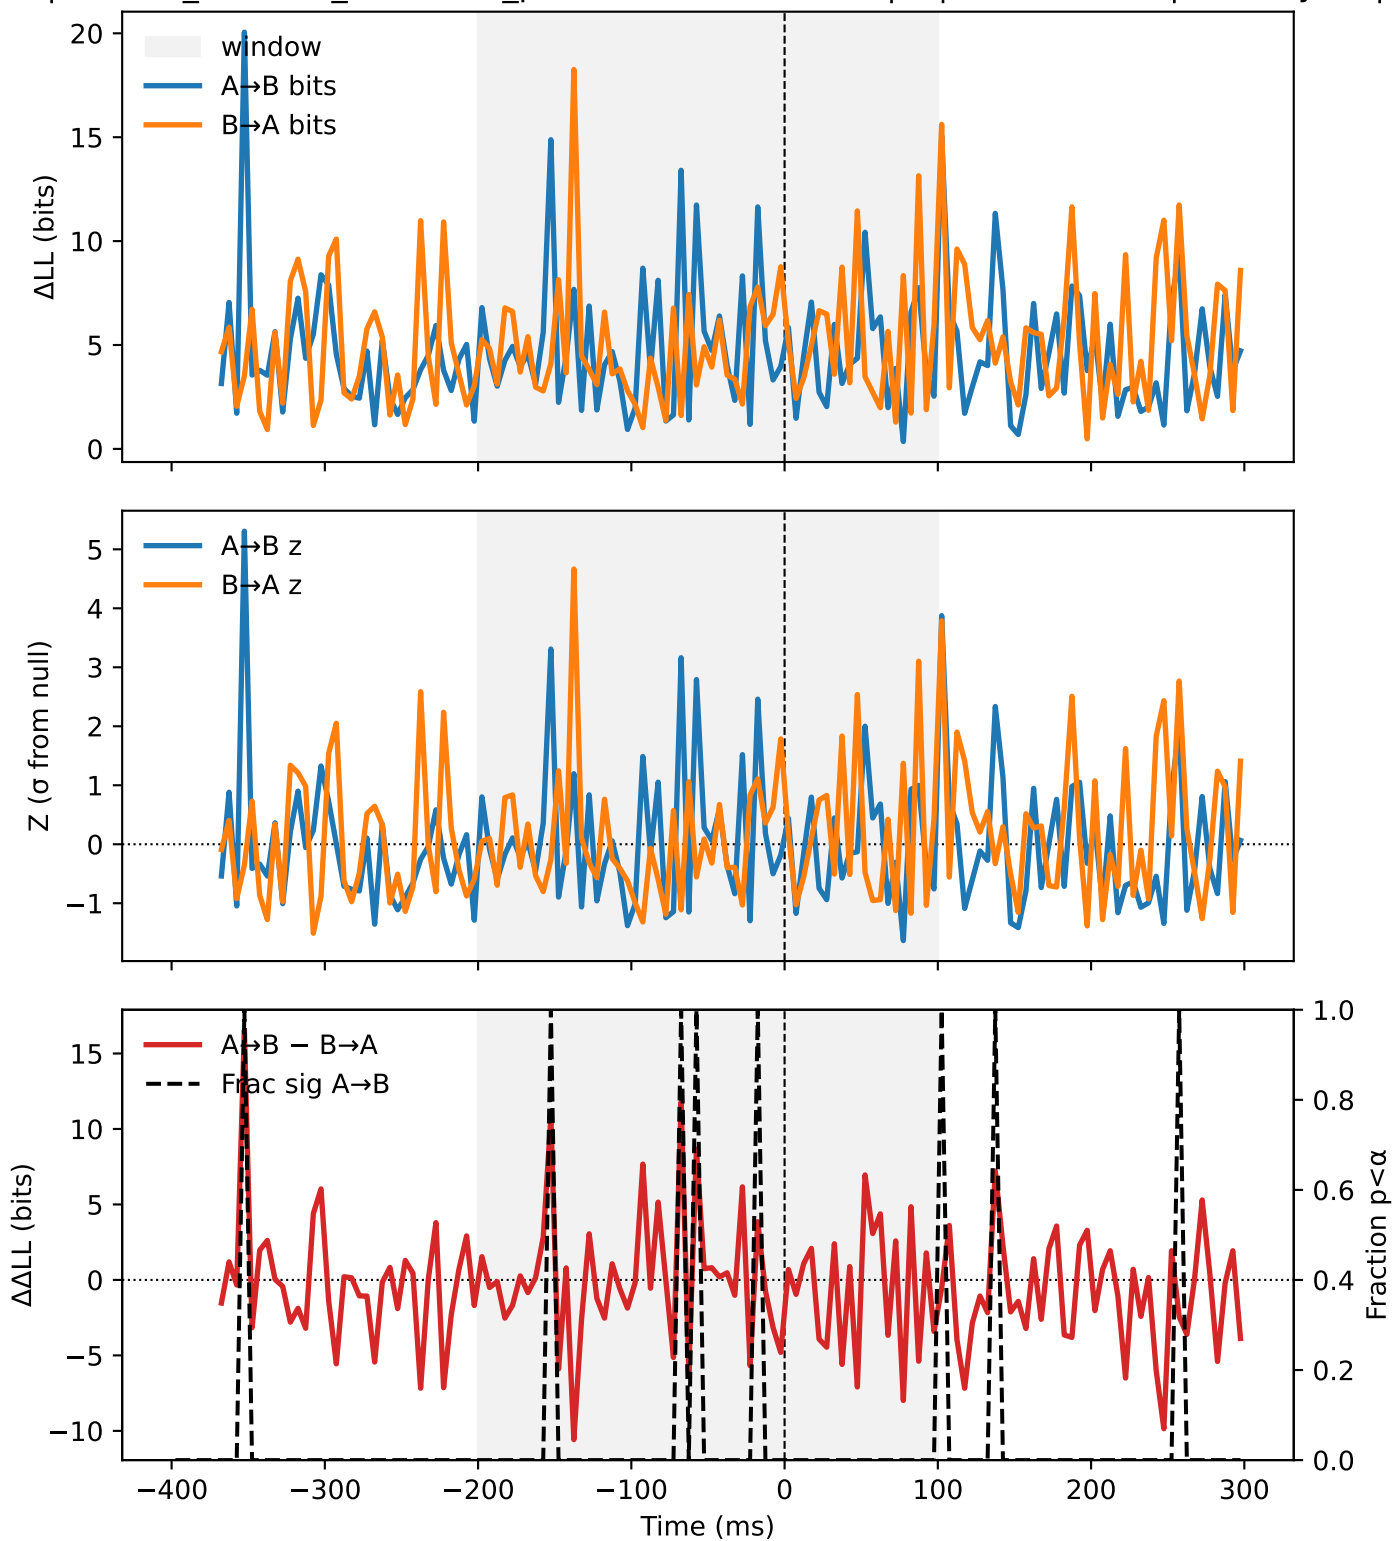 20
15
10
5
0
ΔLL (bits)
window
A→B bits
B→A bits
5
4
3
2
1
0
−1
Z (σ from null)
A→B z
B→A z
15
10
5
0
−5
−10
ΔΔLL (bits)
A→B − B→A
Frac sig A→B
1.0
0.8
0.6
0.4
0.2
0.0
Fraction p<α
−400 −300 −200 −100 0 100 200 300
Time (ms)